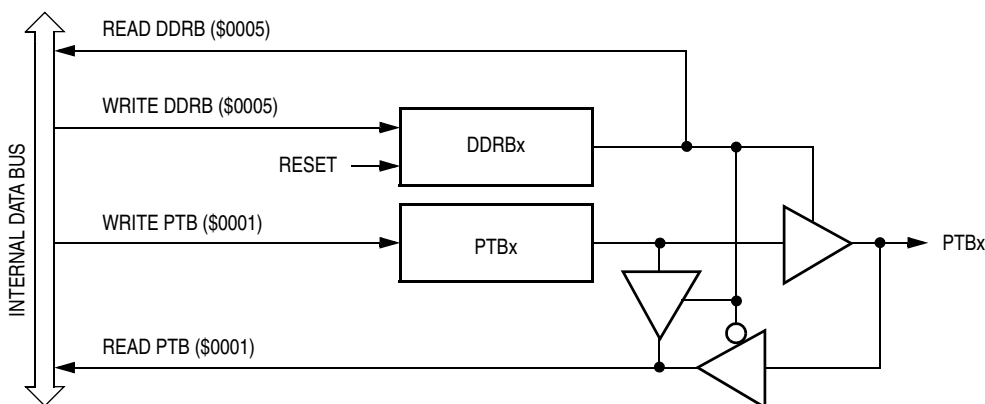 READ DDRB ($0005)
WRITE DDRB ($0005)
DDRBx
RESET
INTERNAL DATA BUS
WRITE PTB ($0001)
PTBx
PTBx
READ PTB ($0001)